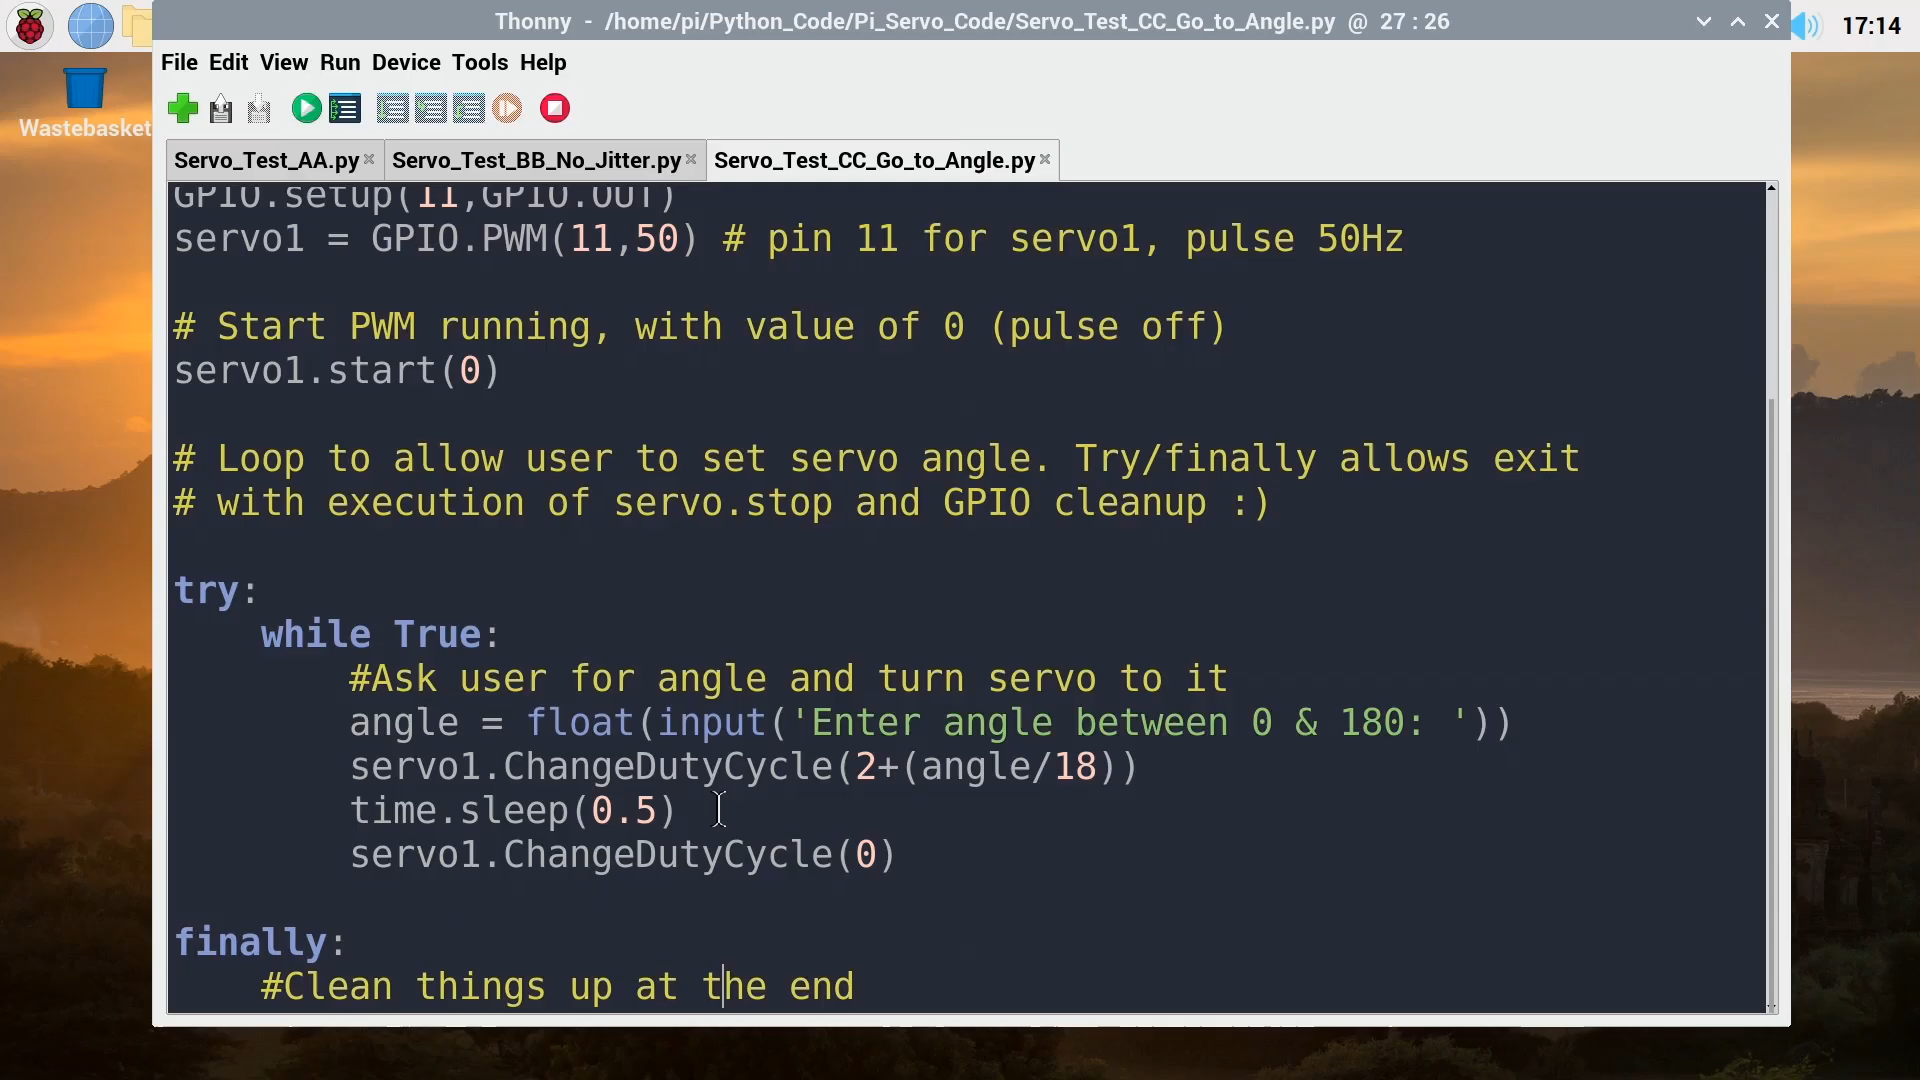 Thonny - /home/pi/Python_Code/Pi_Servo_Code/Servo_Test_CC_Go_to_Angle.py @ 27 : 26
17:14
File Edit View Run Device Tools Help
Wastebasket
Servo_Test_AA.py
Servo_Test_BB_No_Jitter.py
Servo_Test_CC_Go_to_Angle.py
GPIO.setup(11,GPIO.OUT)
servo1 = GPIO.PWM(11,50) # pin 11 for servo1, pulse 50Hz
# Start PWM running, with value of 0 (pulse off)
servo1.start(0)
# Loop to allow user to set servo angle. Try/finally allows exit
# with execution of servo.stop and GPIO cleanup :)
try:
    while True:
        #Ask user for angle and turn servo to it
        angle = float(input('Enter angle between 0 & 180: '))
        servo1.ChangeDutyCycle(2+(angle/18))
        time.sleep(0.5)
        servo1.ChangeDutyCycle(0)
finally:
    #Clean things up at the end